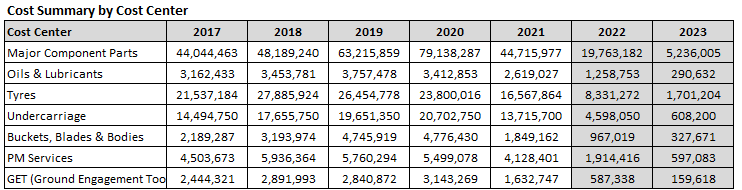 Cost Summary by Cost Center
Cost Center 2017 2018 2019 2020 2021 2022 2023
Major Component Parts 44,044,463 48,189,240 63,215,859 79,138,287 44,715,977 19,763,182 5,236,005
Oils & Lubricants 3,162,433 3,453,781 3,757,478 3,412,853 2,619,027 1,258,753 290,632
Tyres 21,537,184 27,885,924 26,454,778 23,800,016 16,567,864 8,331,272 1,701,204
Undercarriage 14,494,750 17,655,750 19,651,350 20,702,750 13,715,700 4,598,050 608,200
Buckets, Blades & Bodies 2,189,287 3,193,974 4,745,919 4,776,430 1,849,162 967,019 327,671
PM Services 4,503,673 5,936,364 5,760,294 5,499,078 4,128,401 1,914,416 597,083
GET (Ground Engagement Too 2,444,321 2,891,993 2,840,872 3,143,269 1,632,747 587,338 159,618